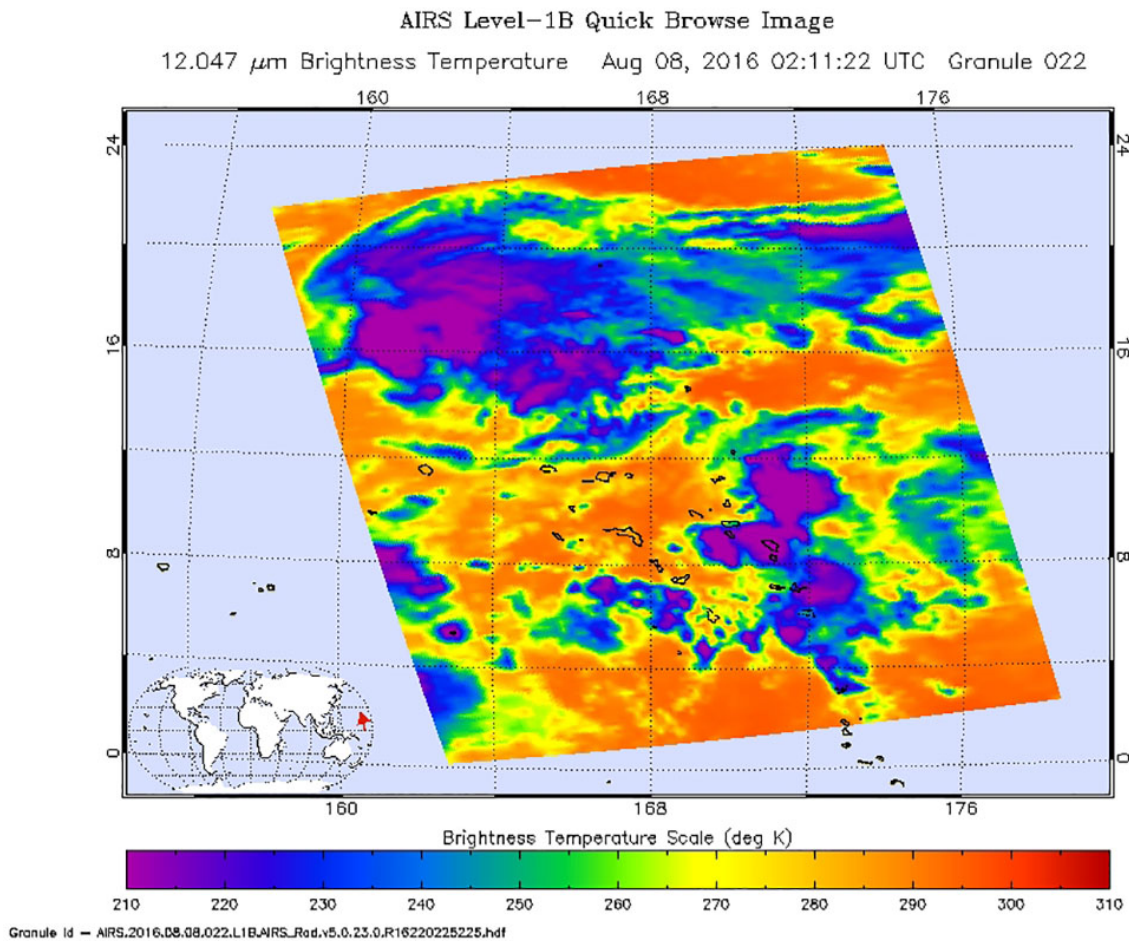 AIRS Level-1B Quick Browse Image
12.047 μm Brightness Temperature Aug 08, 2016 02:11:22 UTC Granule 022
160 168 176
24 24
16 16
8 8
0 0
160 168 176
Brightness Temperature Scale (deg K)
210 220 230 240 250 260 270 280 290 300 310
Granule Id - AIRS.2016.08.08.022.L1B.AIRS_Rad.v5.0.23.0.R16220225225.hdf